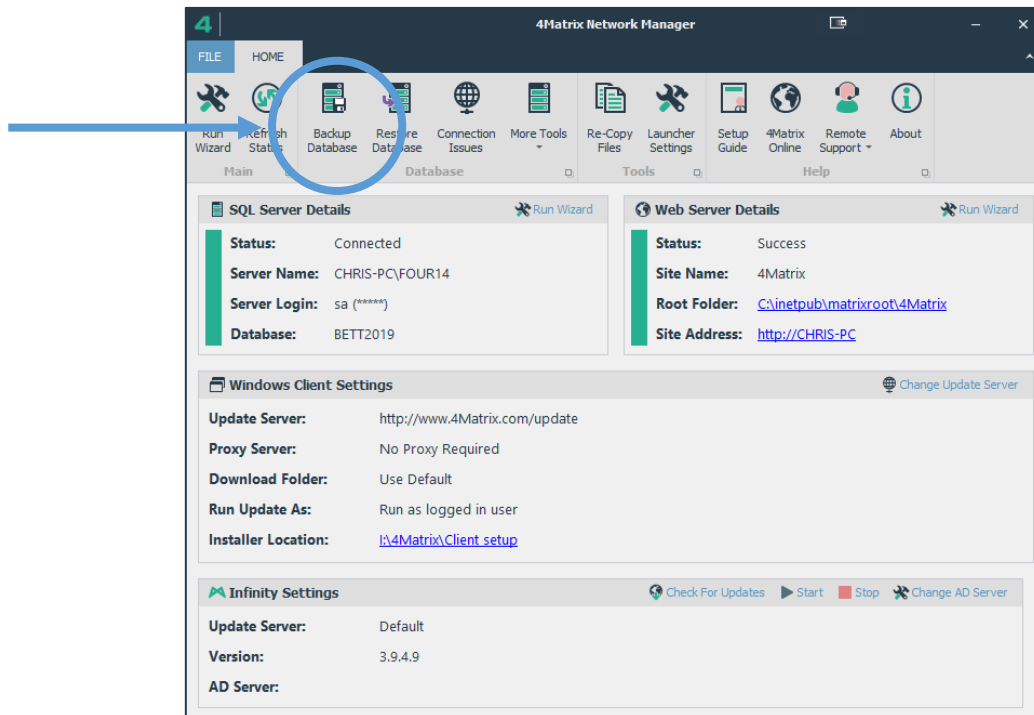 4 4Matrix Network Manager
FILE HOME
Run Wizard
Refresh Status
Backup Database
Restore Database
Connection Issues
More Tools
Re-Copy Files
Launcher Settings
Setup Guide
4Matrix Online
Remote Support
About
Main Database Tools Help
SQL Server Details Run Wizard
Status: Connected
Server Name: CHRIS-PC\FOUR14
Server Login: sa (*****)
Database: BETT2019
Web Server Details Run Wizard
Status: Success
Site Name: 4Matrix
Root Folder: C:\inetpub\matrixroot\4Matrix
Site Address: http://CHRIS-PC
Windows Client Settings Change Update Server
Update Server: http://www.4Matrix.com/update
Proxy Server: No Proxy Required
Download Folder: Use Default
Run Update As: Run as logged in user
Installer Location: I:\4Matrix\Client setup
Infinity Settings Check For Updates Start Stop Change AD Server
Update Server: Default
Version: 3.9.4.9
AD Server: